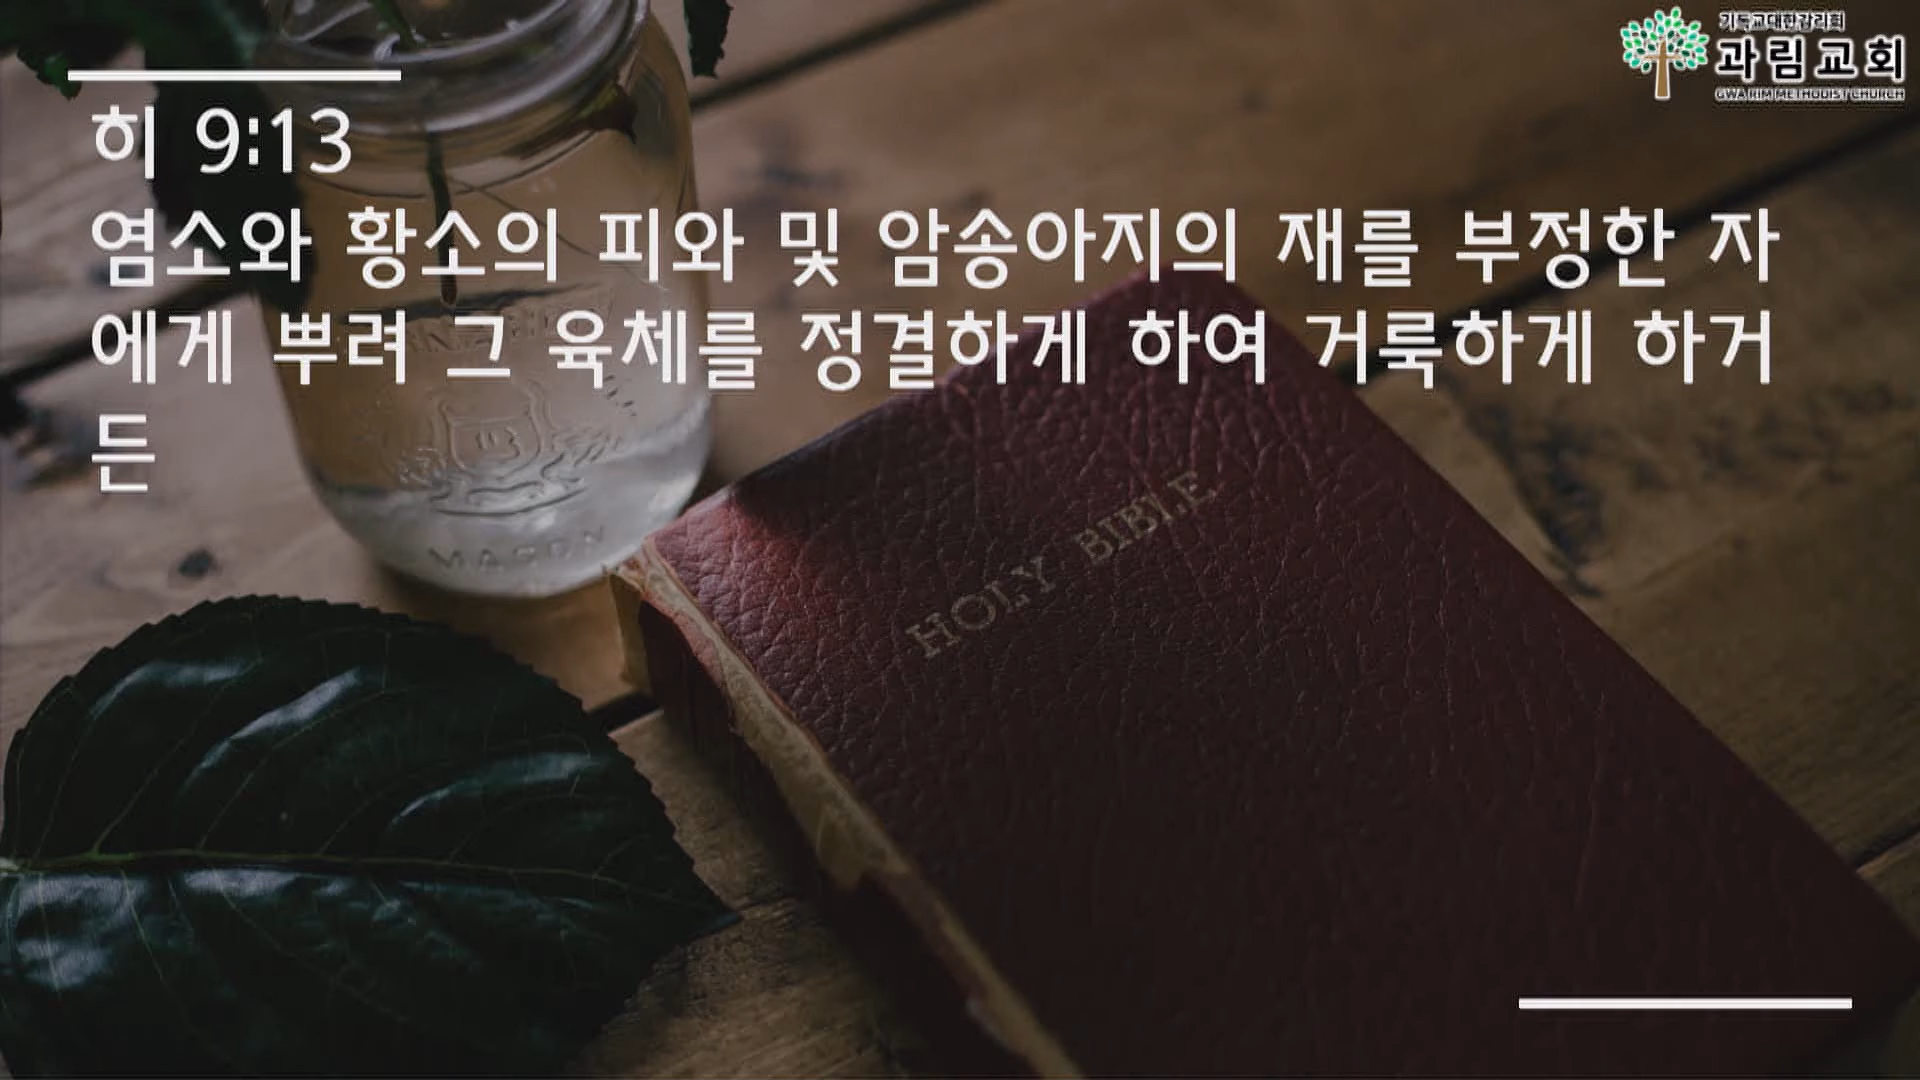 기독교대한감리회
과림교회
GWA RIM METHODIST CHURCH
히 9:13
염소와 황소의 피와 및 암송아지의 재를 부정한 자
에게 뿌려 그 육체를 정결하게 하여 거룩하게 하거
든
HOLY BIBLE
MASON